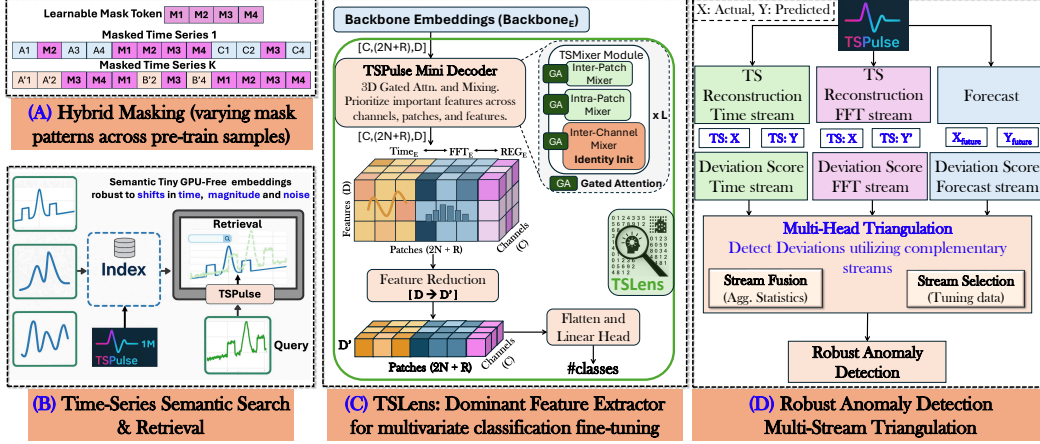 Learnable Mask Token M1 M2 M3 M4
Masked Time Series 1
A1 M2 A3 A4 M1 M2 M3 M4 C1 C2 M3 C4
Masked Time Series K
A'1 A'2 M3 M4 M1 B'2 M3 B'4 M1 M2 M3 M4
(A) Hybrid Masking (varying mask
patterns across pre-train samples)
Semantic Tiny GPU-Free embeddings
robust to shifts in time, magnitude and noise
Retrieval
Index
TSPulse
TSPulse 1M
Query
(B) Time-Series Semantic Search
& Retrieval
Backbone Embeddings (BackboneE)
[C,(2N+R),D]
TSPulse Mini Decoder
3D Gated Attn. and Mixing.
Prioritize important features across
channels, patches, and features.
[C,(2N+R),D]
TSMixer Module
GA Inter-Patch
Mixer
GA Intra-Patch
Mixer
GA Inter-Channel
Mixer
Identity Init
x L
GA Gated Attention
TimeE FFTE REGE
Features (D)
Channels (C)
Patches (2N + R)
Feature Reduction
[ D → D' ]
D'
Channels (C)
Patches (2N + R)
Flatten and
Linear Head
#classes
TSLens
(C) TSLens: Dominant Feature Extractor
for multivariate classification fine-tuning
X: Actual, Y: Predicted
TSPulse
TS
Reconstruction
Time stream
TS
Reconstruction
FFT stream
Forecast
TS: X TS: Y TS: X TS: Y' Xfuture Yfuture
Deviation Score
Time stream
Deviation Score
FFT stream
Deviation Score
Forecast stream
Multi-Head Triangulation
Detect Deviations utilizing complementary
streams
Stream Fusion
(Agg. Statistics)
Stream Selection
(Tuning data)
Robust Anomaly
Detection
(D) Robust Anomaly Detection
Multi-Stream Triangulation